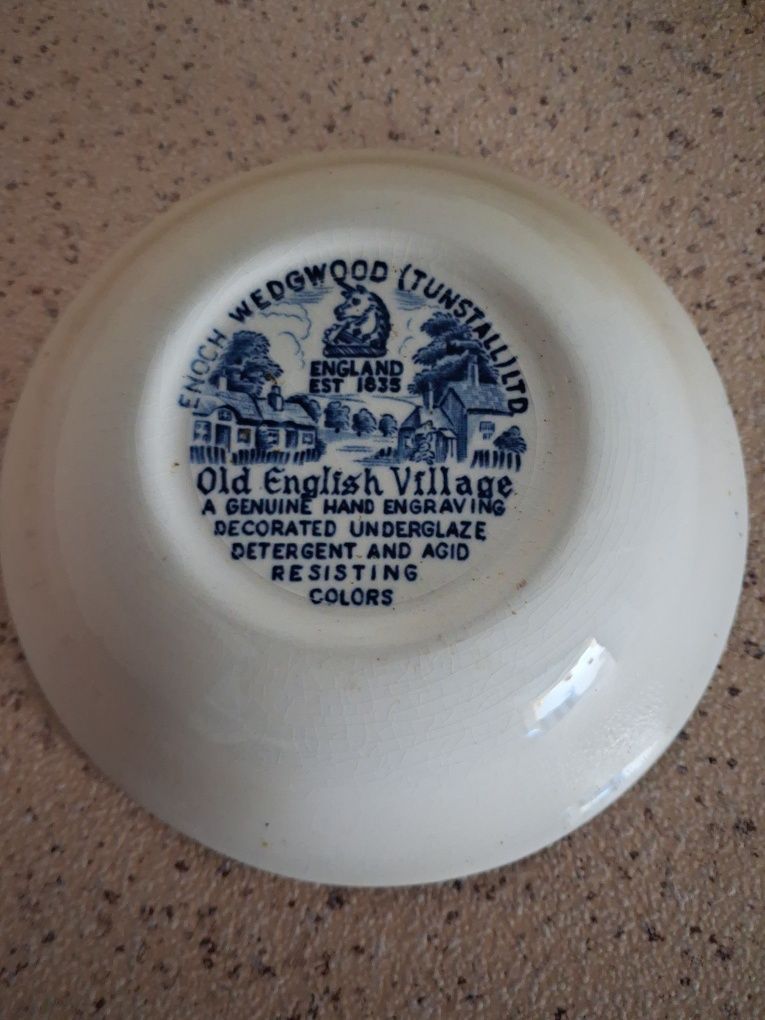 ENOCH WEDGWOOD (TUNSTALL) LTD
ENGLAND
EST 1835
Old English Village
A GENUINE HAND ENGRAVING
DECORATED UNDERGLAZE
DETERGENT AND ACID
RESISTING
COLORS